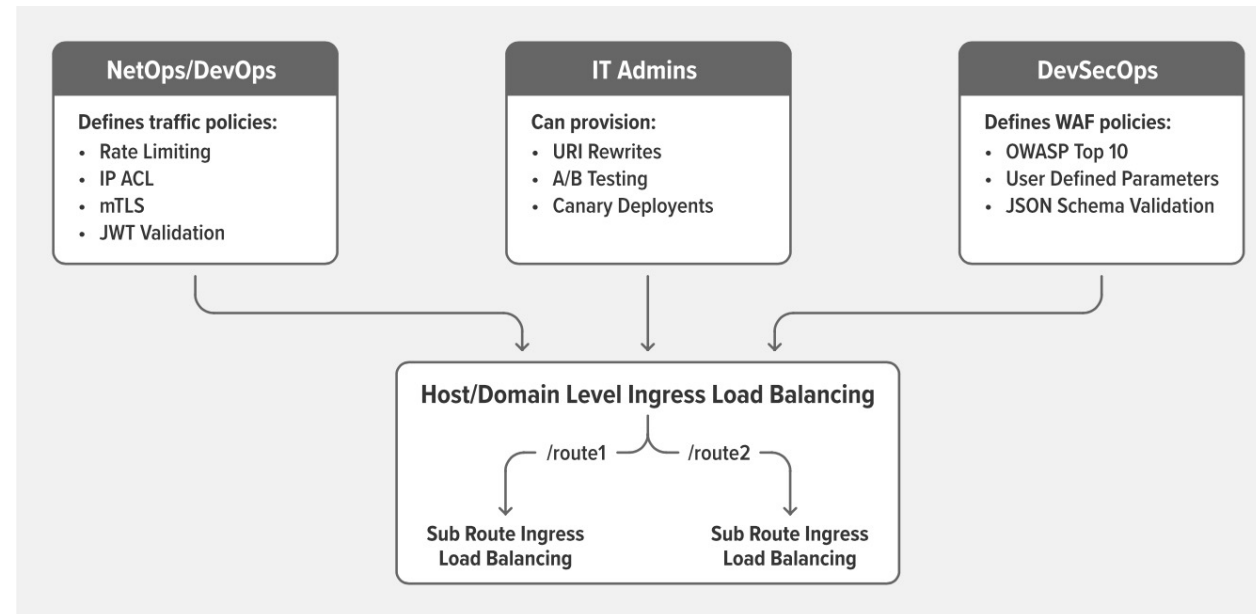 NetOps/DevOps
Defines traffic policies:
• Rate Limiting
• IP ACL
• mTLS
• JWT Validation
IT Admins
Can provision:
• URI Rewrites
• A/B Testing
• Canary Deployents
DevSecOps
Defines WAF policies:
• OWASP Top 10
• User Defined Parameters
• JSON Schema Validation
Host/Domain Level Ingress Load Balancing
/route1
/route2
Sub Route Ingress
Load Balancing
Sub Route Ingress
Load Balancing